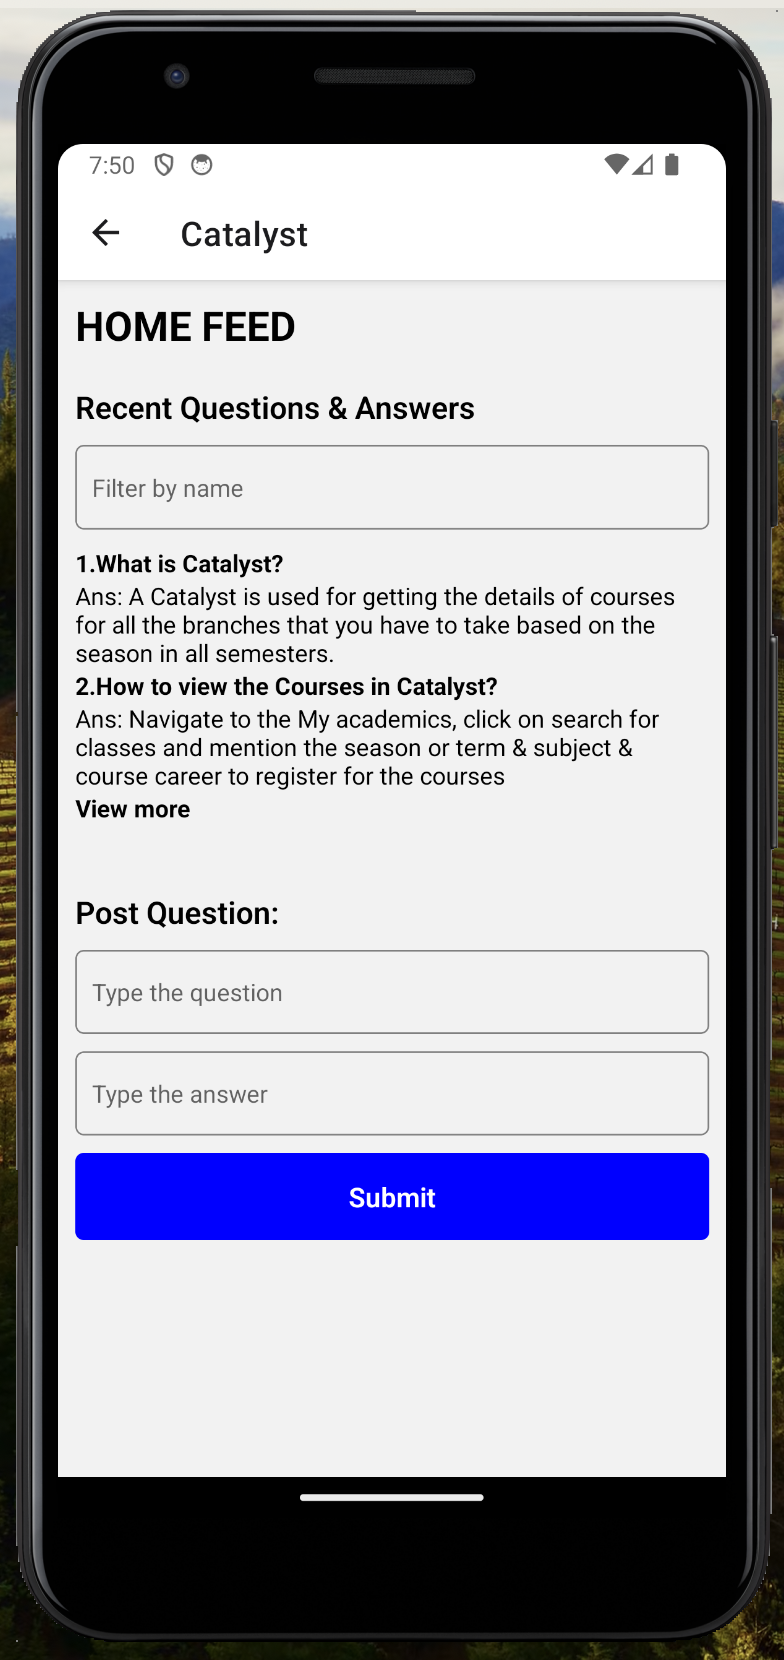 7:50
Catalyst
HOME FEED
Recent Questions & Answers
Filter by name
1.What is Catalyst?
Ans: A Catalyst is used for getting the details of courses
for all the branches that you have to take based on the
season in all semesters.
2.How to view the Courses in Catalyst?
Ans: Navigate to the My academics, click on search for
classes and mention the season or term & subject &
course career to register for the courses
View more
Post Question:
Type the question
Type the answer
Submit